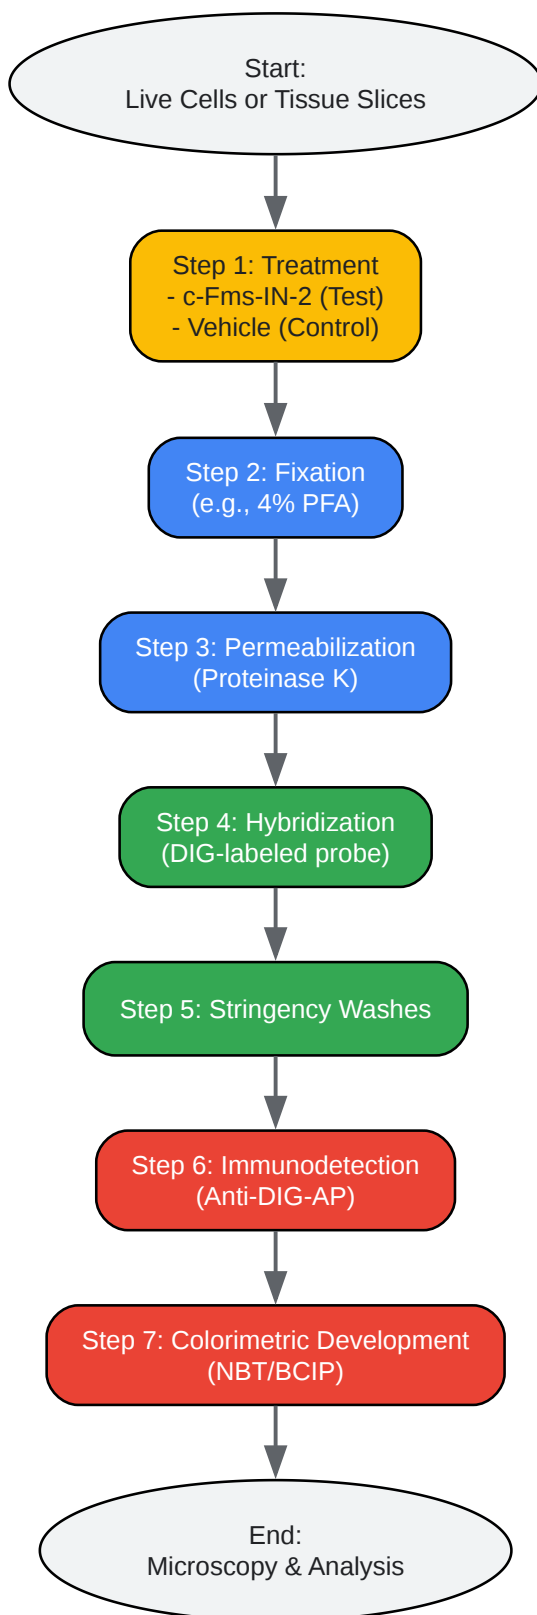 Start:
Live Cells or Tissue Slices
Step 1: Treatment
- c-Fms-IN-2 (Test)
- Vehicle (Control)
Step 2: Fixation
(e.g., 4% PFA)
Step 3: Permeabilization
(Proteinase K)
Step 4: Hybridization
(DIG-labeled probe)
Step 5: Stringency Washes
Step 6: Immunodetection
(Anti-DIG-AP)
Step 7: Colorimetric Development
(NBT/BCIP)
End:
Microscopy & Analysis